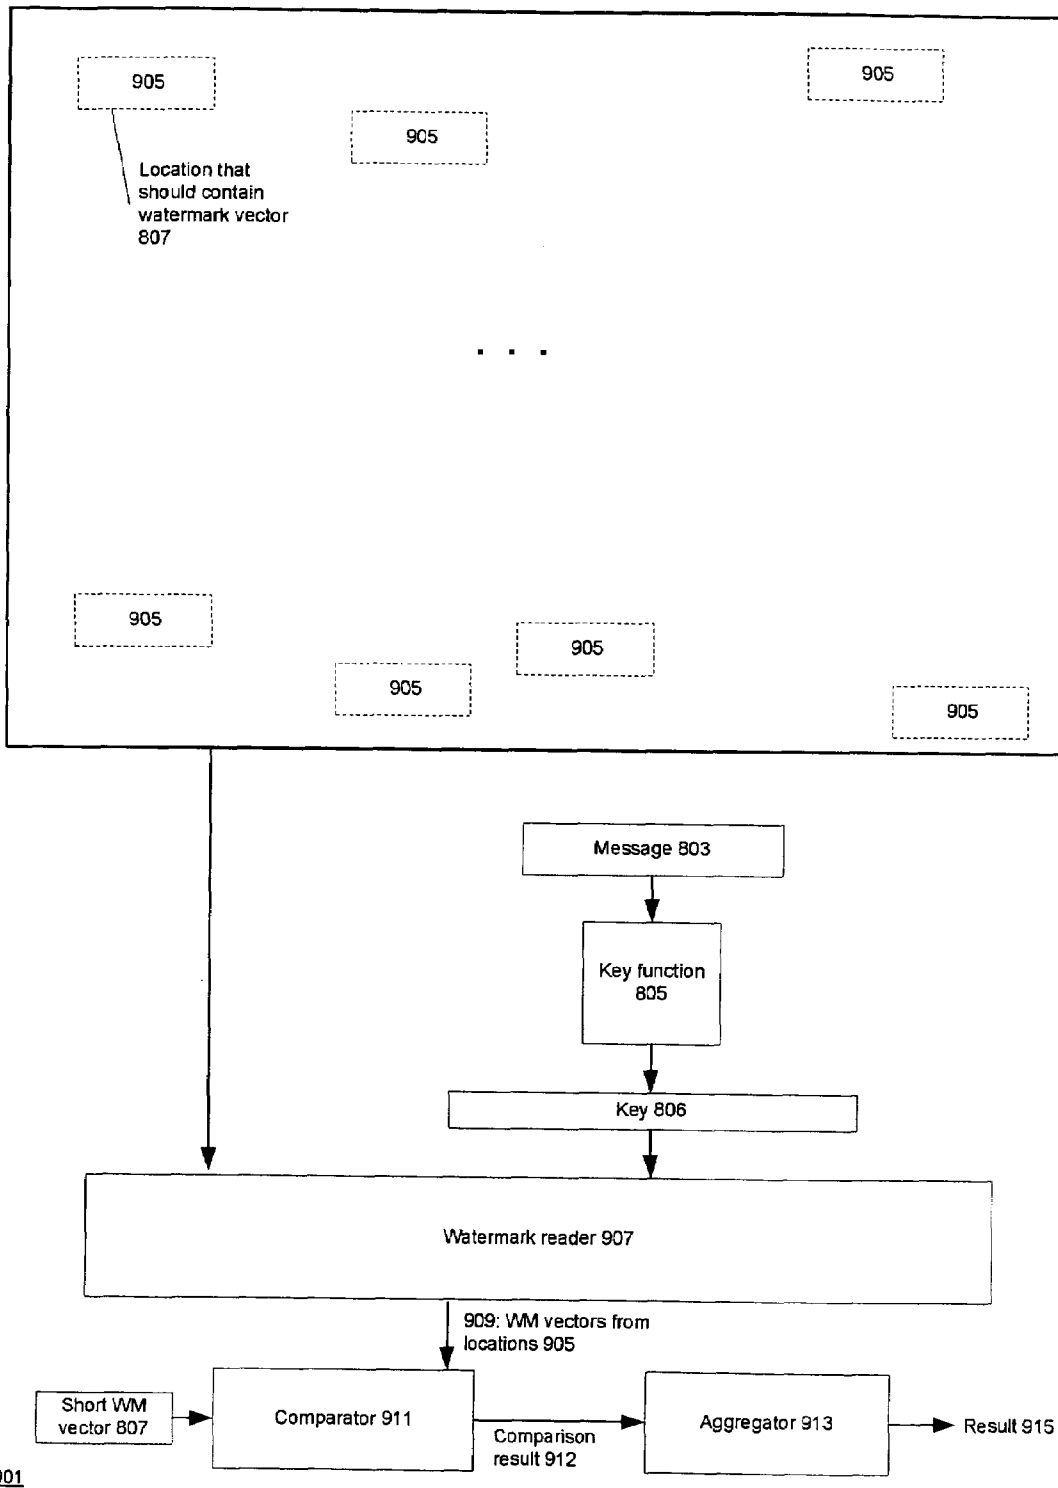 905
905
905
Location that
should contain
watermark vector
807
. . .
905
905
905
905
Message 803
Key function
805
Key 806
Watermark reader 907
909: WM vectors from
locations 905
Short WM
vector 807
Comparator 911
Comparison
result 912
Aggregator 913
Result 915
901